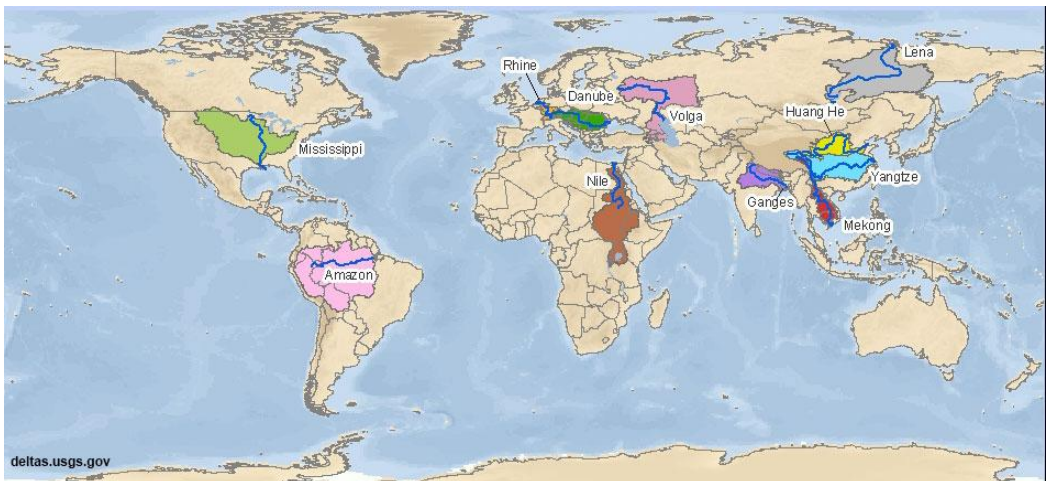 Lena
Rhine
Danube
Volga
Huang He
Mississippi
Nile
Yangtze
Ganges
Mekong
Amazon
deltas.usgs.gov